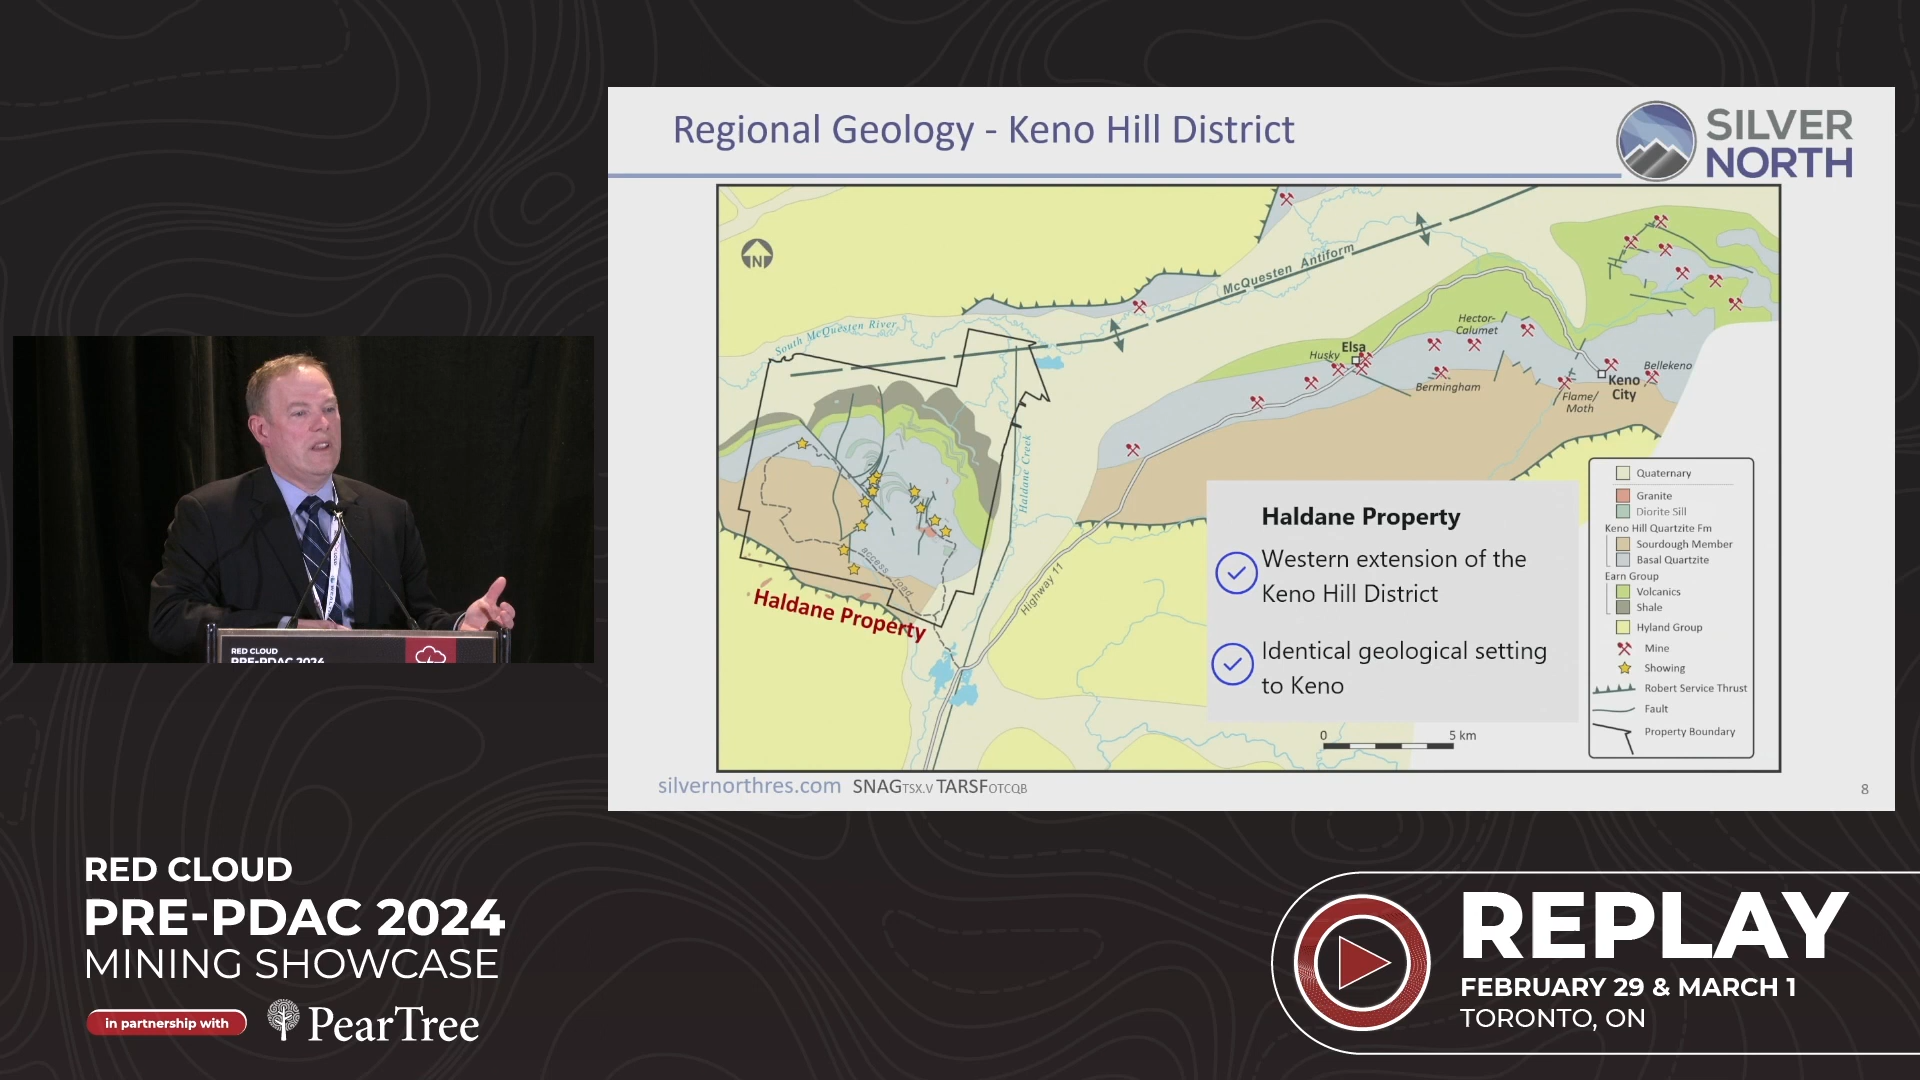 Regional Geology - Keno Hill District
SILVER
NORTH
N
McQuesten Antiform
South McQuesten River
Hector-
Calumet
Elsa
Husky
Bermingham
Bellekeno
Keno
City
Flame/
Moth
Haldane Creek
access road
Haldane Property
Highway 11
Haldane Property
Western extension of the
Keno Hill District
Identical geological setting
to Keno
0 5 km
Quaternary
Granite
Diorite Sill
Keno Hill Quartzite Fm
Sourdough Member
Basal Quartzite
Earn Group
Volcanics
Shale
Hyland Group
Mine
Showing
Robert Service Thrust
Fault
Property Boundary
silvernorthres.com SNAGTSX.V TARSFOTCQB
8
RED CLOUD
PRE-PDAC 2024
RED CLOUD
PRE-PDAC 2024
MINING SHOWCASE
in partnership with
PearTree
REPLAY
FEBRUARY 29 & MARCH 1
TORONTO, ON